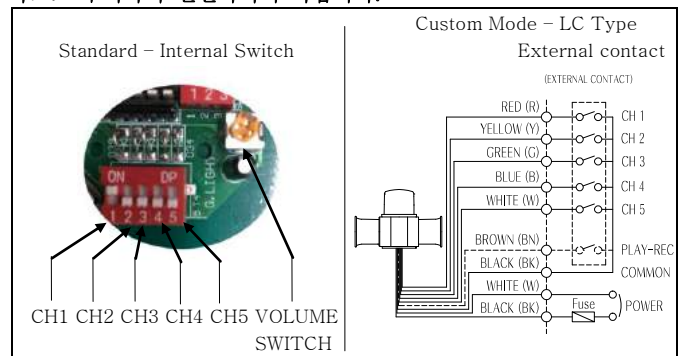 Standard – Internal Switch
ON DP
1 2 3 4 5
G.LIGH
CH1 CH2 CH3 CH4 CH5 VOLUME
SWITCH
Custom Mode – LC Type
External contact
(EXTERNAL CONTACT)
RED (R)
CH 1
YELLOW (Y)
CH 2
GREEN (G)
CH 3
BLUE (B)
CH 4
WHITE (W)
CH 5
BROWN (BN)
PLAY-REC
BLACK (BK)
COMMON
WHITE (W)
BLACK (BK)
Fuse
POWER